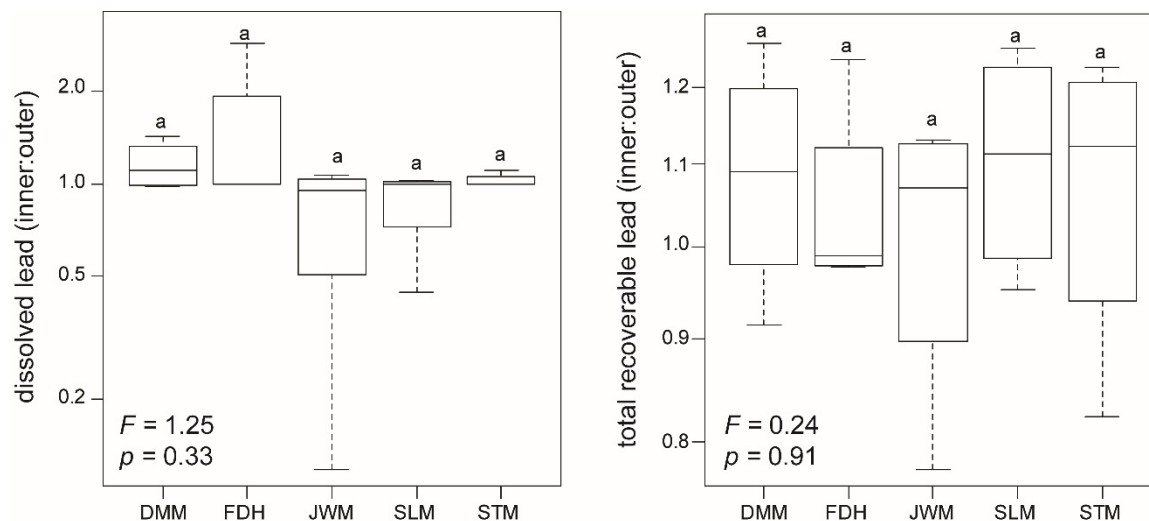 dissolved lead (inner:outer)
2.0
1.0
0.5
0.2
a
a
a
a
a
F = 1.25
p = 0.33
DMM FDH JWM SLM STM
total recoverable lead (inner:outer)
1.2
1.1
1.0
0.9
0.8
a
a
a
a
a
F = 0.24
p = 0.91
DMM FDH JWM SLM STM